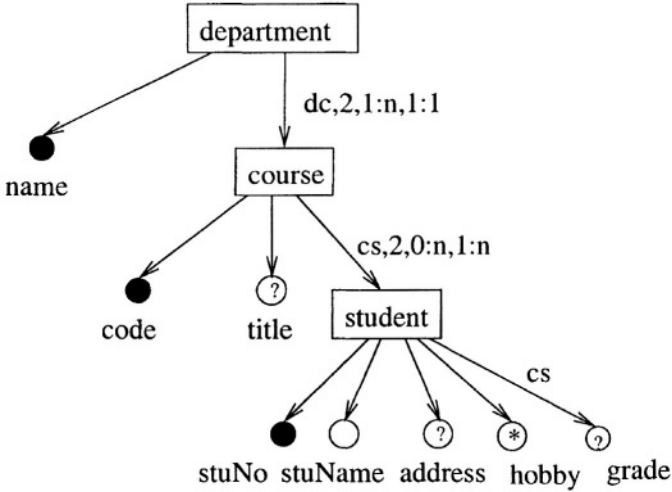 department
dc,2,1:n,1:1
name
course
cs,2,0:n,1:n
?
code
title
student
cs
? * ?
stuNo stuName address hobby grade